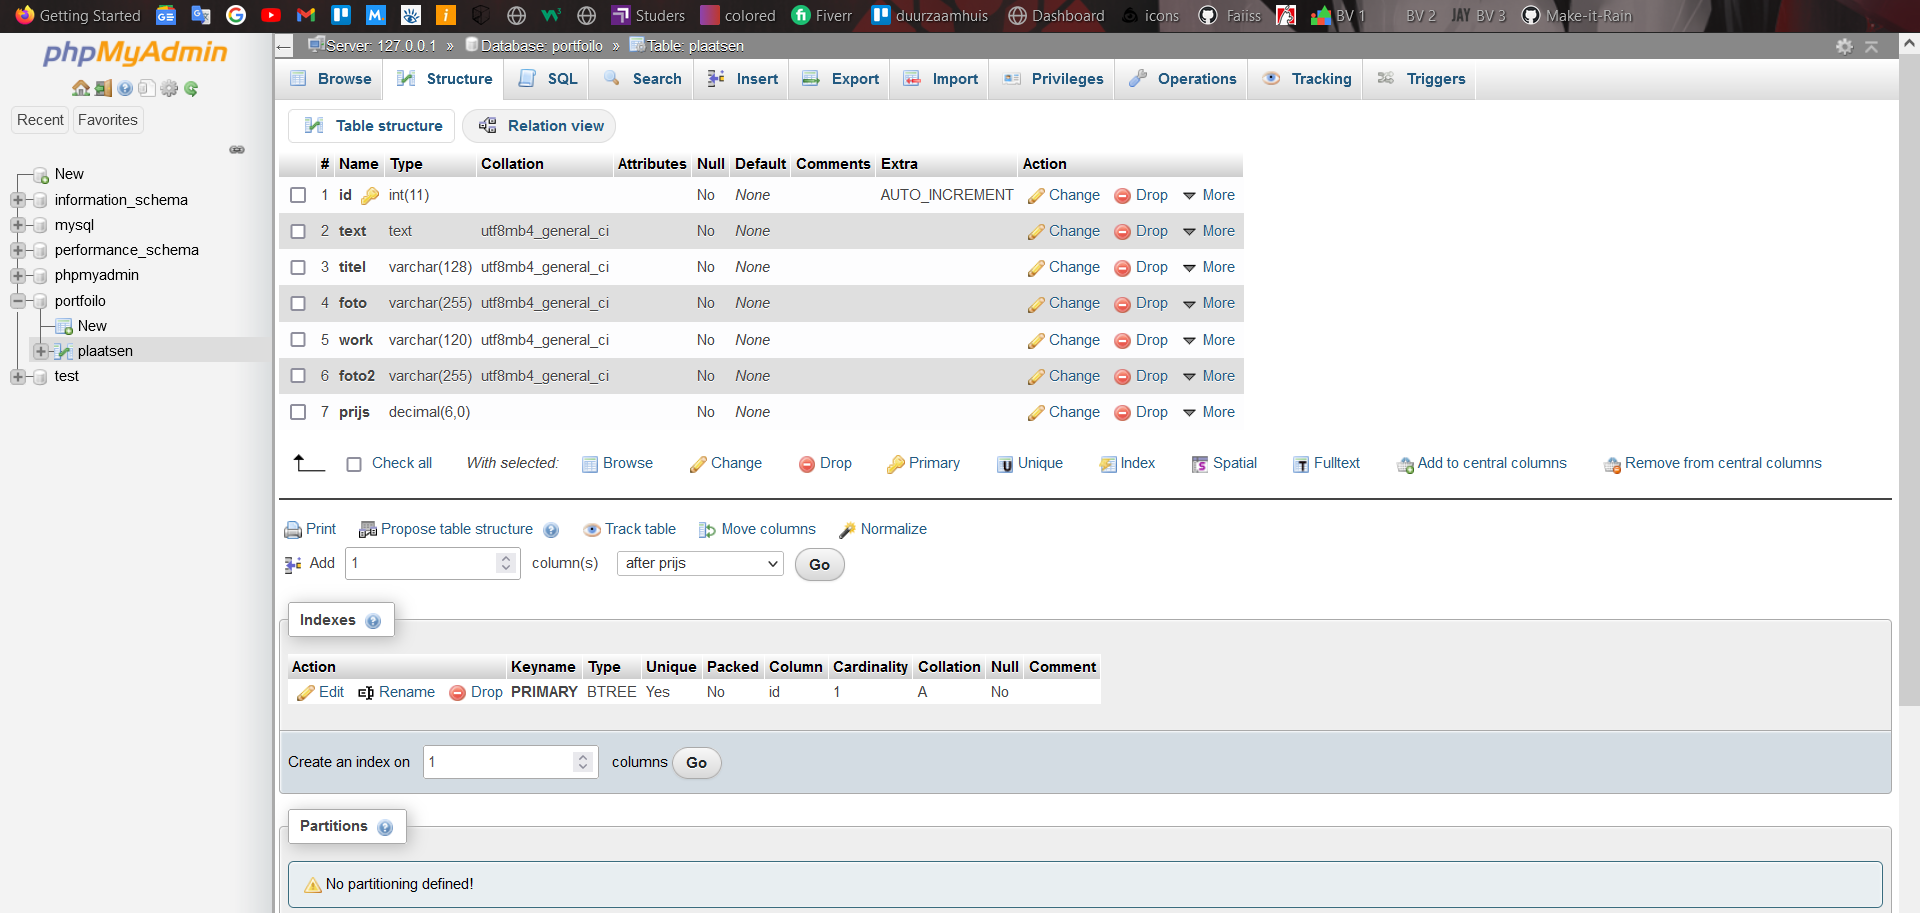 Getting Started Studers colored Fiverr duurzaamhuis Dashboard icons Faiiss BV 1 BV 2 JAY BV 3 Make-it-Rain
phpMyAdmin
Recent Favorites
New
information_schema
mysql
performance_schema
phpmyadmin
portfoilo
New
plaatsen
test
Server: 127.0.0.1 » Database: portfoilo » Table: plaatsen
Browse Structure SQL Search Insert Export Import Privileges Operations Tracking Triggers
Table structure Relation view
# Name Type Collation Attributes Null Default Comments Extra Action
1 id int(11) No None AUTO_INCREMENT Change Drop More
2 text text utf8mb4_general_ci No None Change Drop More
3 titel varchar(128) utf8mb4_general_ci No None Change Drop More
4 foto varchar(255) utf8mb4_general_ci No None Change Drop More
5 work varchar(120) utf8mb4_general_ci No None Change Drop More
6 foto2 varchar(255) utf8mb4_general_ci No None Change Drop More
7 prijs decimal(6,0) No None Change Drop More
Check all With selected: Browse Change Drop Primary Unique Index Spatial Fulltext Add to central columns Remove from central columns
Print Propose table structure Track table Move columns Normalize
Add 1 column(s) after prijs Go
Indexes
Action Keyname Type Unique Packed Column Cardinality Collation Null Comment
Edit Rename Drop PRIMARY BTREE Yes No id 1 A No
Create an index on 1 columns Go
Partitions
No partitioning defined!